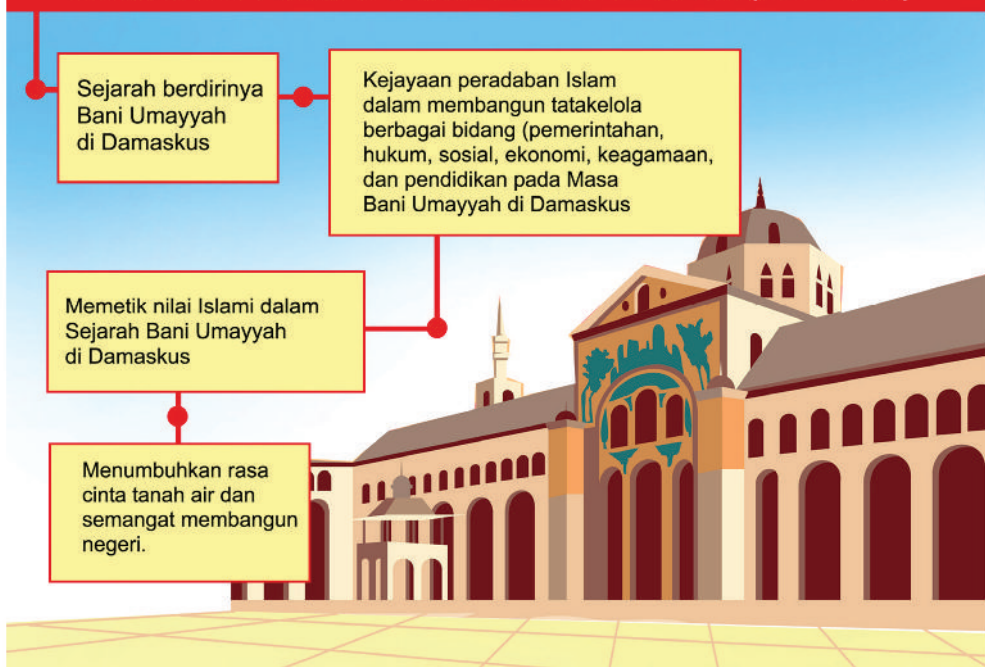 Sejarah berdirinya
Bani Umayyah
di Damaskus
Kejayaan peradaban Islam
dalam membangun tatakelola
berbagai bidang (pemerintahan,
hukum, sosial, ekonomi, keagamaan,
dan pendidikan pada Masa
Bani Umayyah di Damaskus
Memetik nilai Islami dalam
Sejarah Bani Umayyah
di Damaskus
Menumbuhkan rasa
cinta tanah air dan
semangat membangun
negeri.